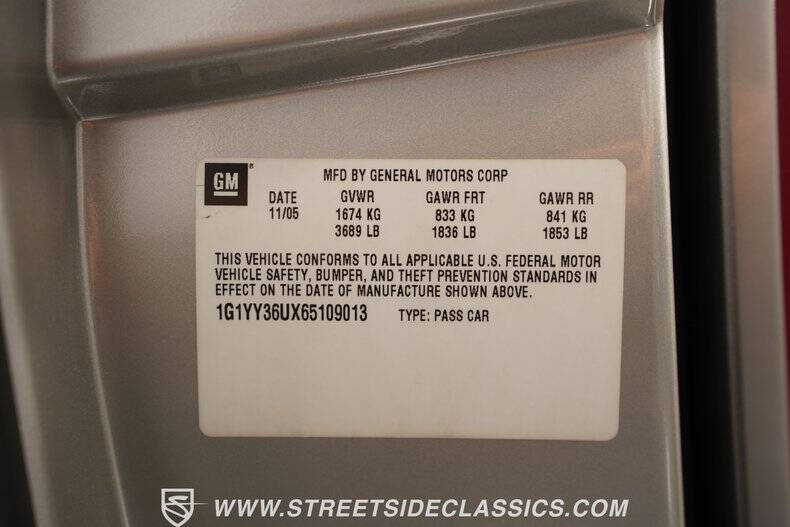 GM ®
MFD BY GENERAL MOTORS CORP
DATE GVWR GAWR FRT GAWR RR
11/05 1674 KG 833 KG 841 KG
3689 LB 1836 LB 1853 LB
THIS VEHICLE CONFORMS TO ALL APPLICABLE U.S. FEDERAL MOTOR
VEHICLE SAFETY, BUMPER, AND THEFT PREVENTION STANDARDS IN
EFFECT ON THE DATE OF MANUFACTURE SHOWN ABOVE.
1G1YY36UX65109013 TYPE: PASS CAR
WWW.STREETSIDECLASSICS.COM